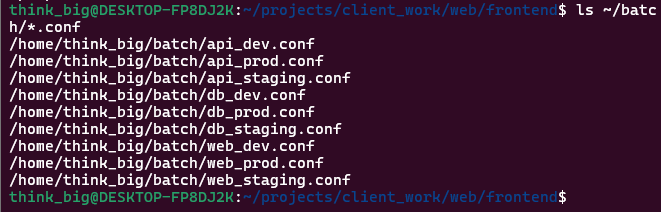 think_big@DESKTOP-FP8DJ2K:~/projects/client_work/web/frontend$ ls ~/batc
h/*.conf
/home/think_big/batch/api_dev.conf
/home/think_big/batch/api_prod.conf
/home/think_big/batch/api_staging.conf
/home/think_big/batch/db_dev.conf
/home/think_big/batch/db_prod.conf
/home/think_big/batch/db_staging.conf
/home/think_big/batch/web_dev.conf
/home/think_big/batch/web_prod.conf
/home/think_big/batch/web_staging.conf
think_big@DESKTOP-FP8DJ2K:~/projects/client_work/web/frontend$